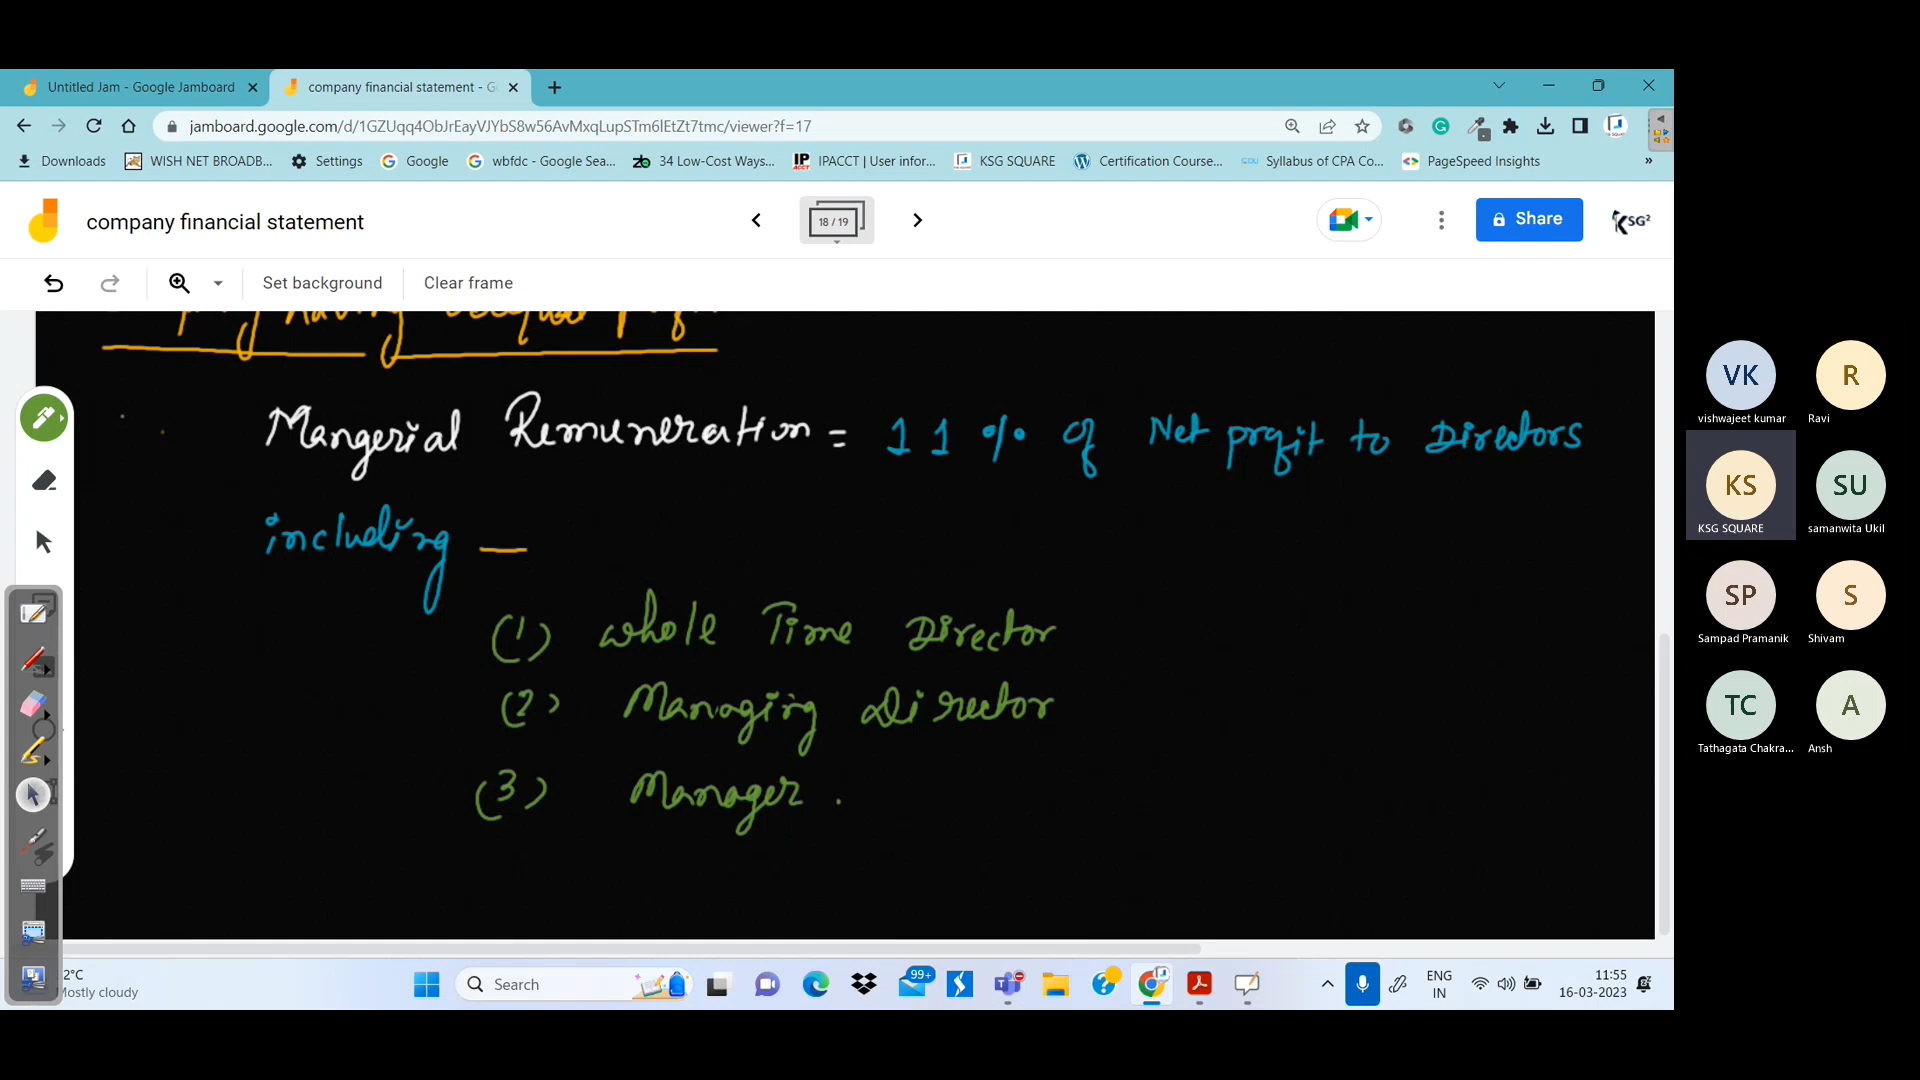 Untitled Jam - Google Jamboard
company financial statement - G
jamboard.google.com/d/1GZUqq4ObJrEayVJYbS8w56AvMxqLupSTm6lEtZt7tmc/viewer?f=17
Downloads WISH NET BROADB... Settings Google wbfdc - Google Sea... 34 Low-Cost Ways... IPACCT | User infor... KSG SQUARE Certification Course... Syllabus of CPA Co... PageSpeed Insights »
company financial statement
18 / 19
Share
KSG²
Set background
Clear frame
Mangerial Remuneration = 11 % of Net profit to Directors
including —
(1) Whole Time Director
(2) Managing Director
(3) Manager .
VK
vishwajeet kumar
R
Ravi
KS
KSG SQUARE
SU
samanwita Ukil
SP
Sampad Pramanik
S
Shivam
TC
Tathagata Chakra...
A
Ansh
2°C
Mostly cloudy
Search
99+
ENG
IN
11:55
16-03-2023